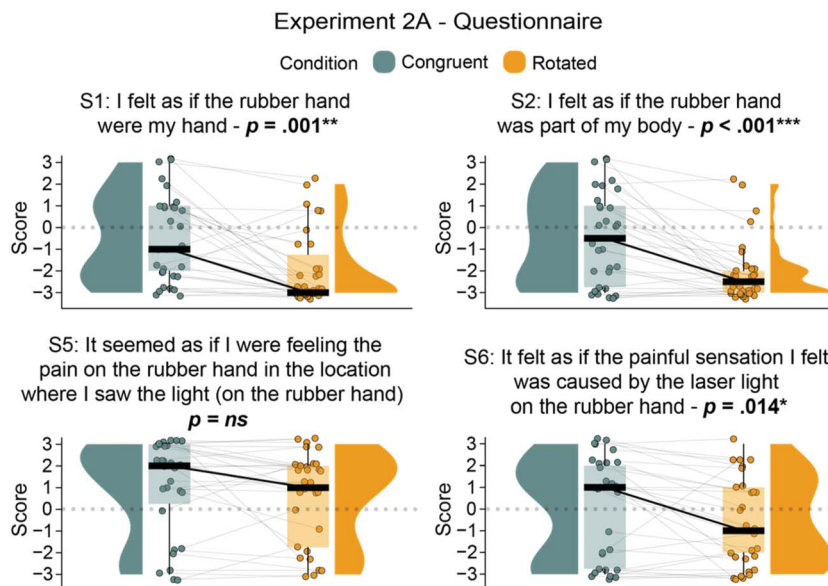 Experiment 2A - Questionnaire
Condition Congruent Rotated
S1: I felt as if the rubber hand
were my hand - p = .001**
3
2
1
0
−1
−2
−3
Score
S2: I felt as if the rubber hand
was part of my body - p < .001***
3
2
1
0
−1
−2
−3
Score
S5: It seemed as if I were feeling the
pain on the rubber hand in the location
where I saw the light (on the rubber hand)
p = ns
3
2
1
0
−1
−2
−3
Score
S6: It felt as if the painful sensation I felt
was caused by the laser light
on the rubber hand - p = .014*
3
2
1
0
−1
−2
−3
Score